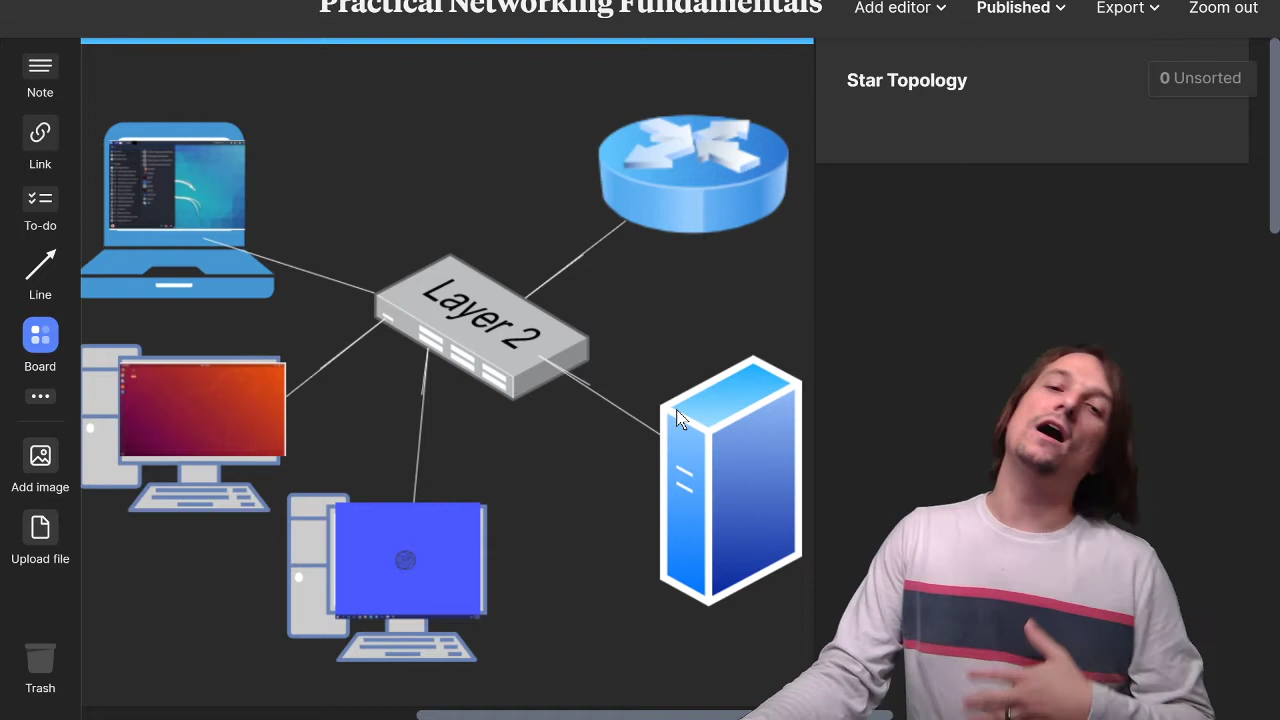 Practical Networking Fundamentals
Add editor
Published
Export
Zoom out
Note
Link
To-do
Line
Board
Add image
Upload file
Trash
Layer 2
Star Topology
0 Unsorted